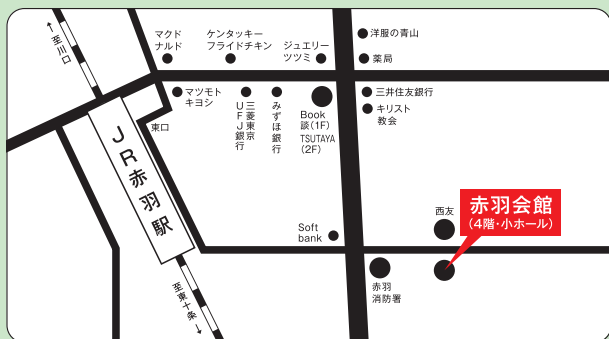 ↑至川口
マクド
ナルド
ケンタッキー
フライドチキン
ジュエリー
ツツミ
洋服の青山
薬局
マツモト
キヨシ
三菱東京
UFJ銀行
みずほ銀行
Book
談(1F)
TSUTAYA
(2F)
三井住友銀行
キリスト
教会
東口
JR赤羽駅
Soft
bank
西友
赤羽会館
(4階・小ホール)
赤羽
消防署
至東十条→